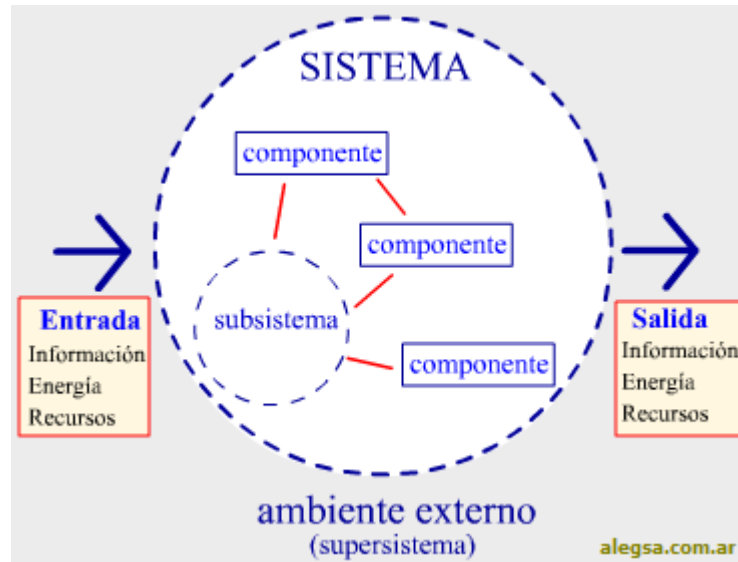 SISTEMA
componente
componente
subsistema
componente
Entrada
Información
Energía
Recursos
Salida
Información
Energía
Recursos
ambiente externo
(supersistema)
alegsa.com.ar